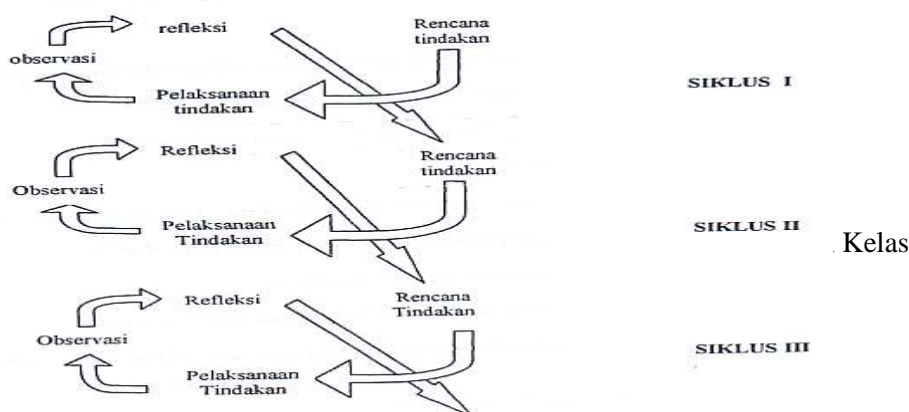 refleksi
Rencana
tindakan
observasi
SIKLUS I
Pelaksanaan
tindakan
Refleksi
Rencana
tindakan
Observasi
Pelaksanaan
Tindakan
SIKLUS II
. Kelas
Refleksi
Rencana
Tindakan
Observasi
SIKLUS III
Pelaksanaan
Tindakan